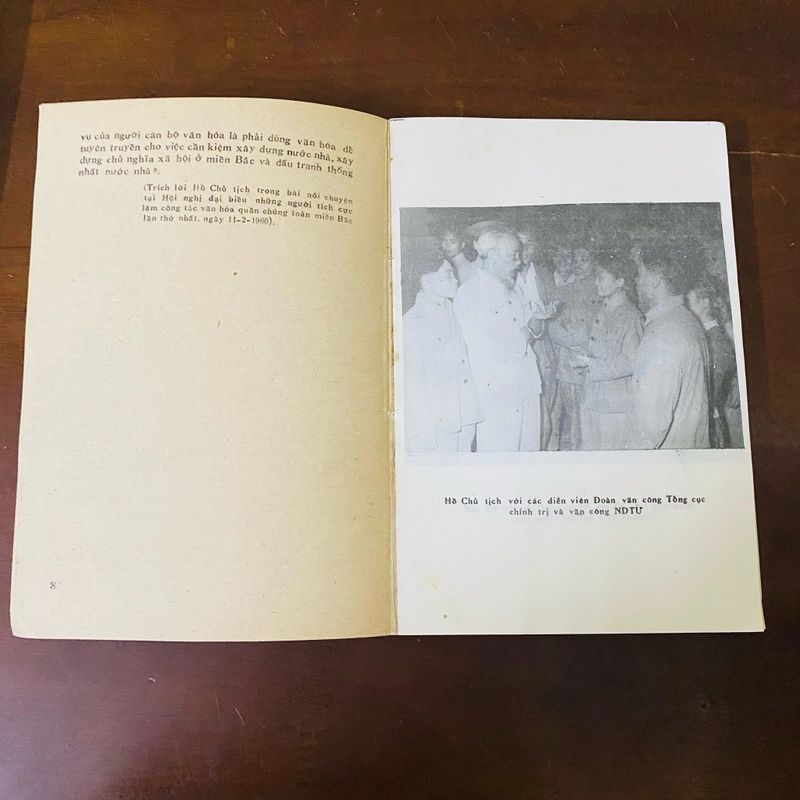 vụ của người cán bộ văn hóa là phải dùng văn hóa để
tuyên truyền cho việc cần kiệm xây dựng nước nhà, xây
dựng chủ nghĩa xã hội ở miền Bắc và đấu tranh thống
nhất nước nhà».
(Trích lời Hồ Chủ tịch trong bài nói chuyện
tại Hội nghị đại biểu những người tích cực
làm công tác văn hóa quần chúng toàn miền Bắc
lần thứ nhất, ngày 11-2-1960).
8
Hồ Chủ tịch với các diễn viên Đoàn văn công Tổng cục
chính trị và văn công NDTƯ